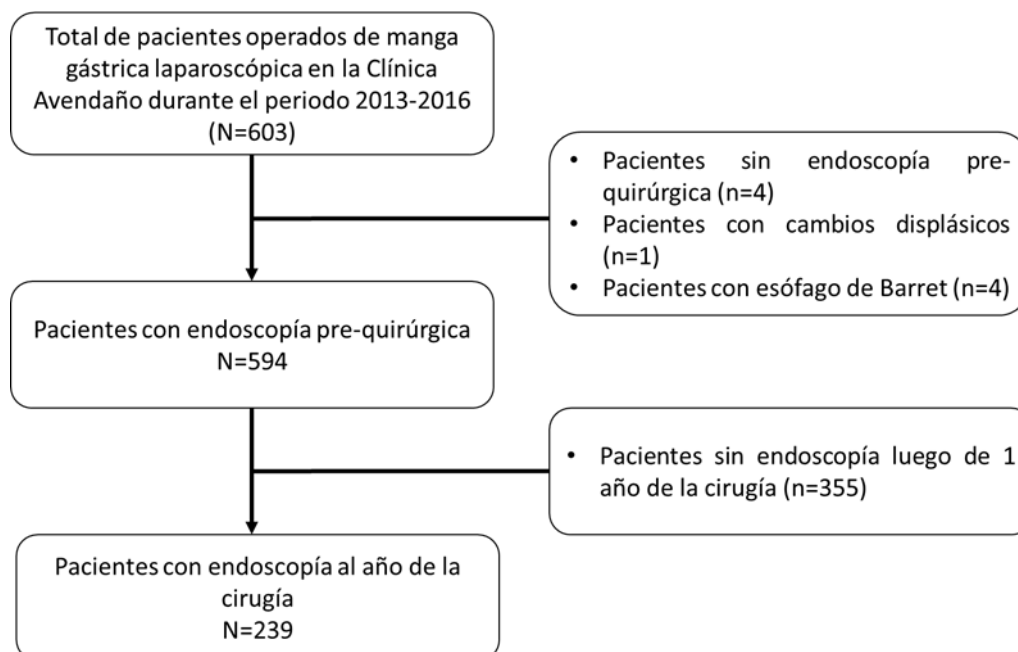 Total de pacientes operados de manga
gástrica laparoscópica en la Clínica
Avendaño durante el periodo 2013-2016
(N=603)
• Pacientes sin endoscopía pre-
quirúrgica (n=4)
• Pacientes con cambios displásicos
(n=1)
• Pacientes con esófago de Barret (n=4)
Pacientes con endoscopía pre-quirúrgica
N=594
• Pacientes sin endoscopía luego de 1
año de la cirugía (n=355)
Pacientes con endoscopía al año de la
cirugía
N=239